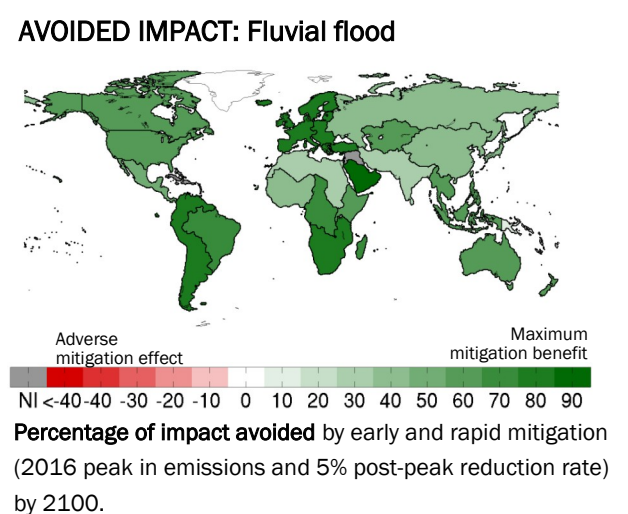 AVOIDED IMPACT: Fluvial flood
Adverse
mitigation effect
Maximum
mitigation benefit
NI <-40 -40 -30 -20 -10 0 10 20 30 40 50 60 70 80 90
Percentage of impact avoided by early and rapid mitigation
(2016 peak in emissions and 5% post-peak reduction rate)
by 2100.